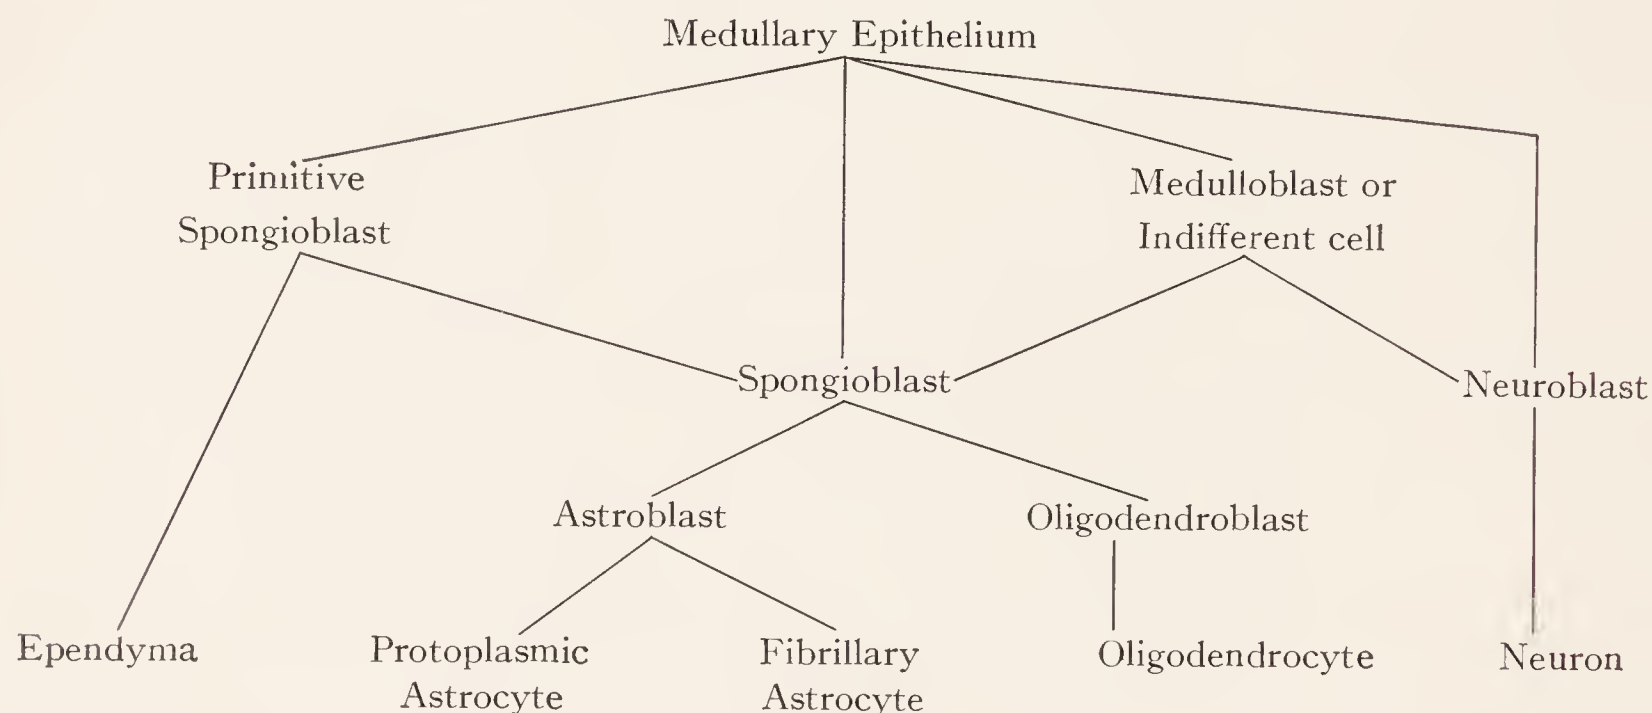 Medullary Epithelium
Primitive
Spongioblast
Medulloblast or
Indifferent cell
Spongioblast
Neuroblast
Astroblast
Oligodendroblast
Ependyma
Protoplasmic
Astrocyte
Fibrillary
Astrocyte
Oligodendrocyte
Neuron